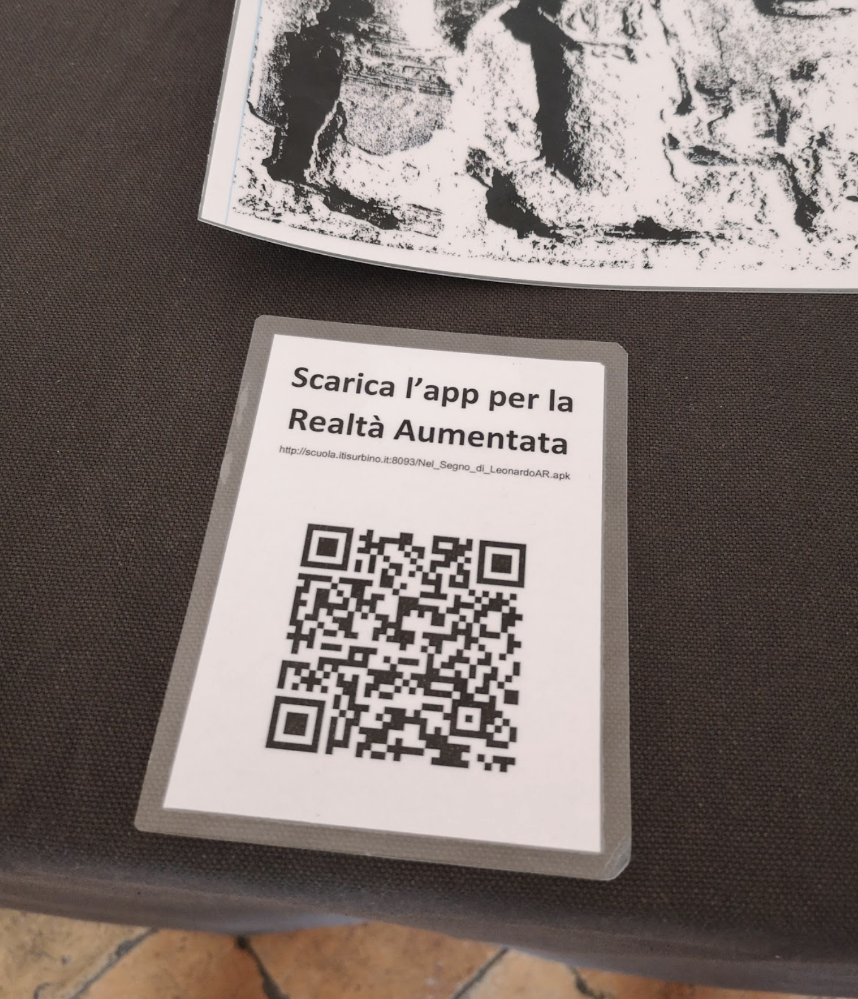 Scarica l’app per la
Realtà Aumentata
http://scuola.itisurbino.it:8093/Nel_Segno_di_LeonardoAR.apk